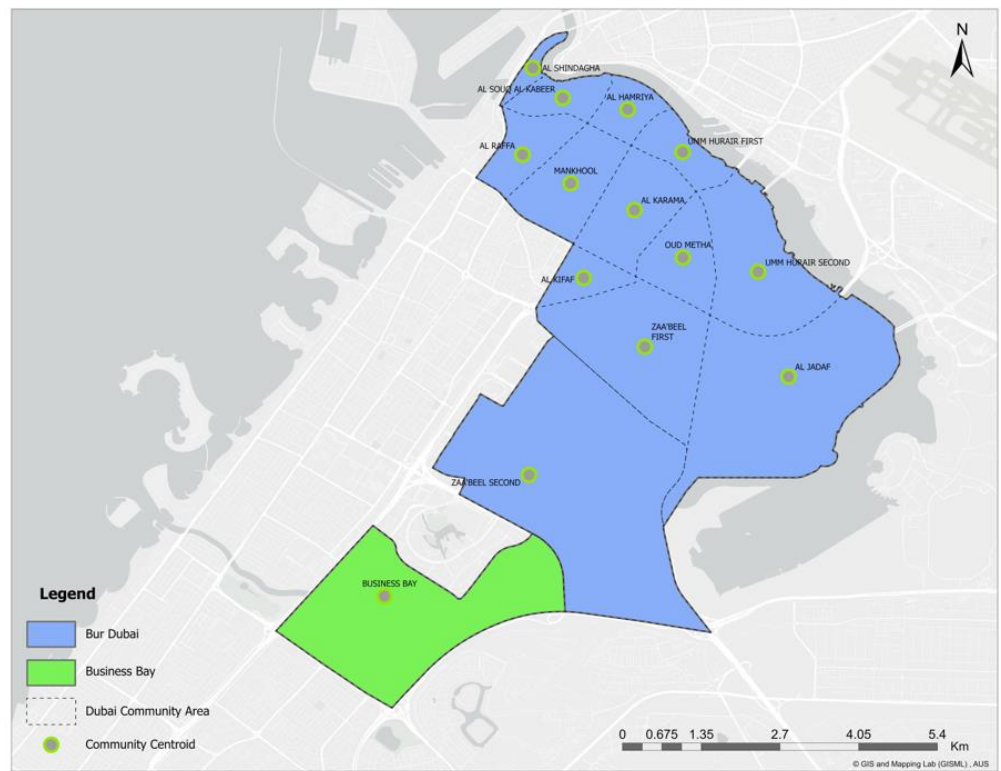 N
AL SHINDAGHA
AL SOUQ AL KABEER
AL HAMRIYA
AL RAFFA
UMM HURAIR FIRST
MANKHOOL
AL KARAMA
OUD METHA
UMM HURAIR SECOND
AL KIFAF
ZAA'BEEL
FIRST
AL JADAF
ZAA'BEEL SECOND
BUSINESS BAY
Legend
Bur Dubai
Business Bay
Dubai Community Area
Community Centroid
0 0.675 1.35 2.7 4.05 5.4
Km
© GIS and Mapping Lab (GISML) , AUS